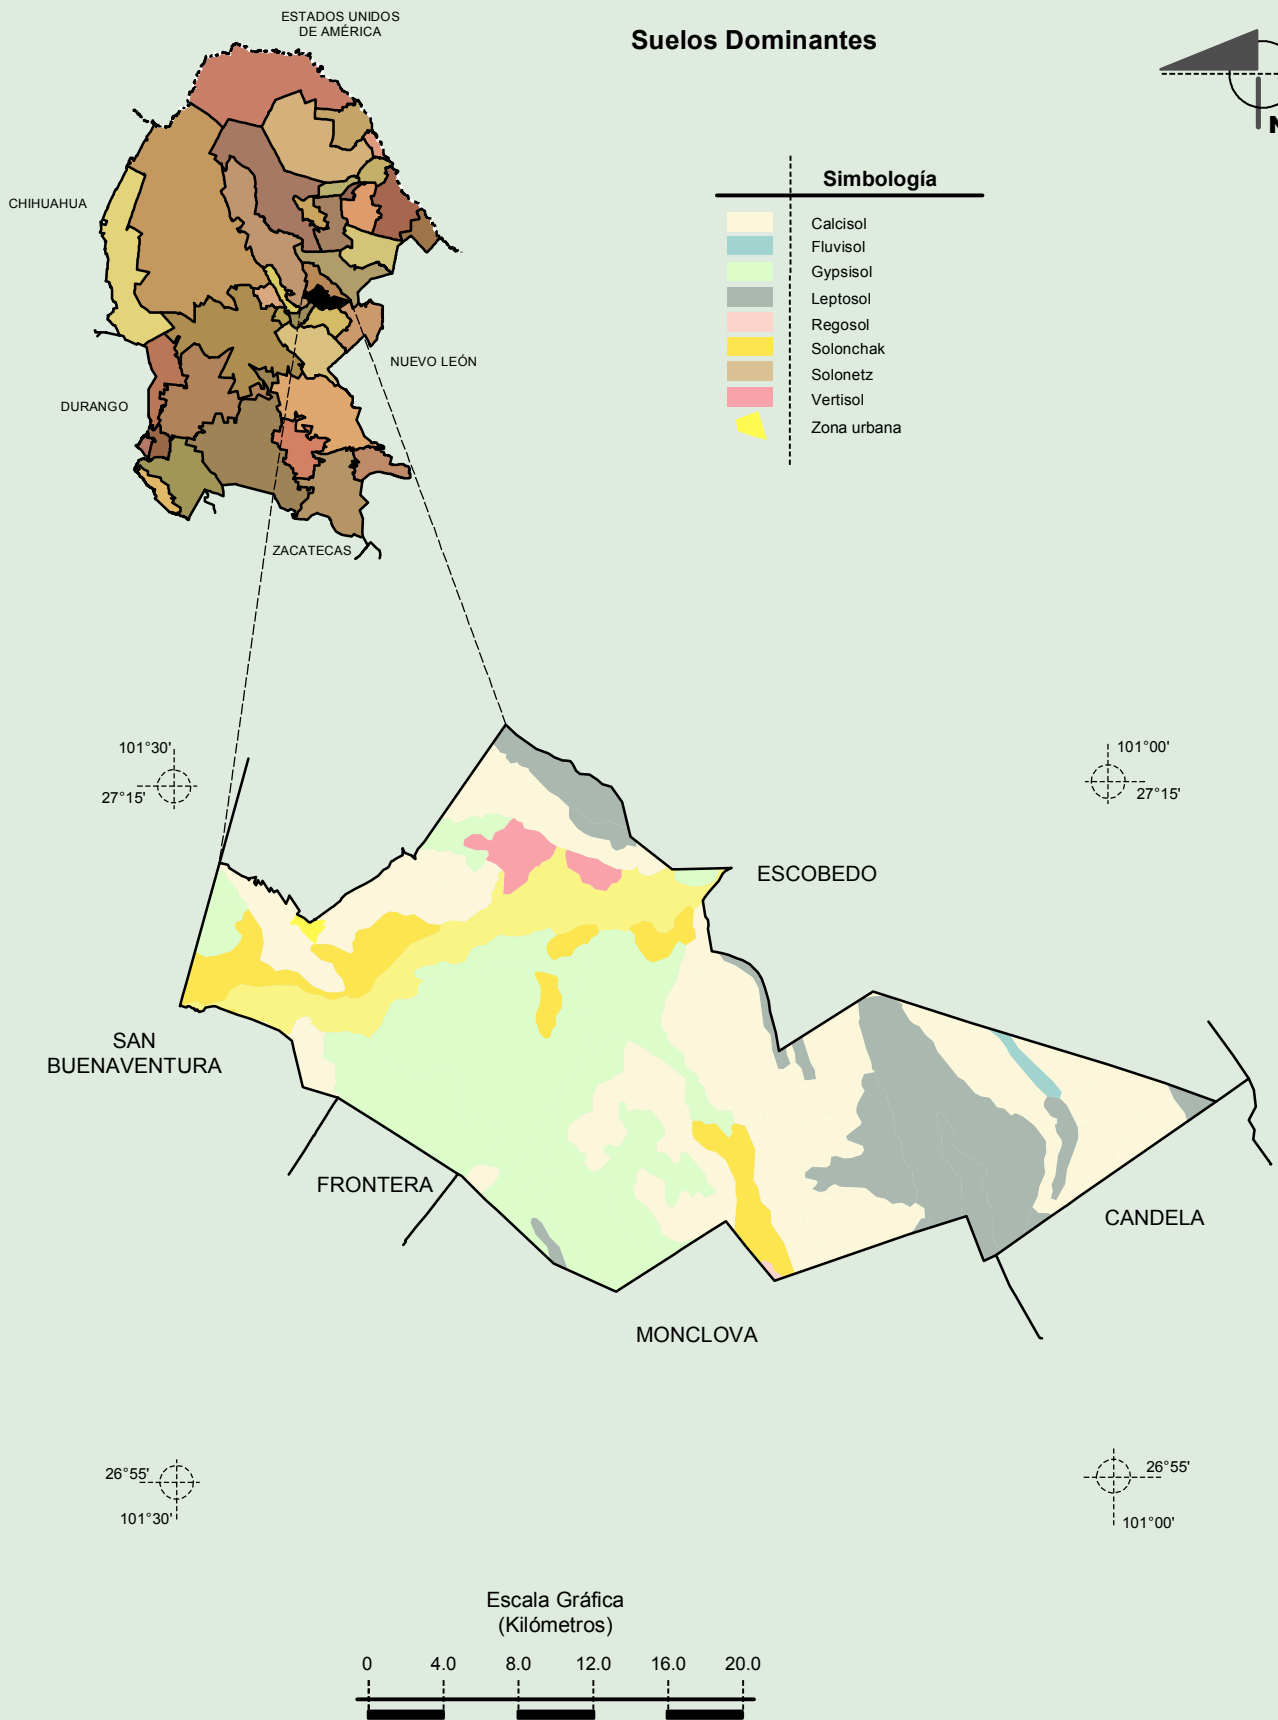 ESTADOS UNIDOS
DE AMÉRICA
Suelos Dominantes
N
CHIHUAHUA
NUEVO LEÓN
DURANGO
ZACATECAS
Simbología
Calcisol
Fluvisol
Gypsisol
Leptosol
Regosol
Solonchak
Solonetz
Vertisol
Zona urbana
101°30'
27°15'
101°00'
27°15'
ESCOBEDO
SAN
BUENAVENTURA
FRONTERA
CANDELA
MONCLOVA
26°55'
101°30'
26°55'
101°00'
Escala Gráfica
(Kilómetros)
0 4.0 8.0 12.0 16.0 20.0